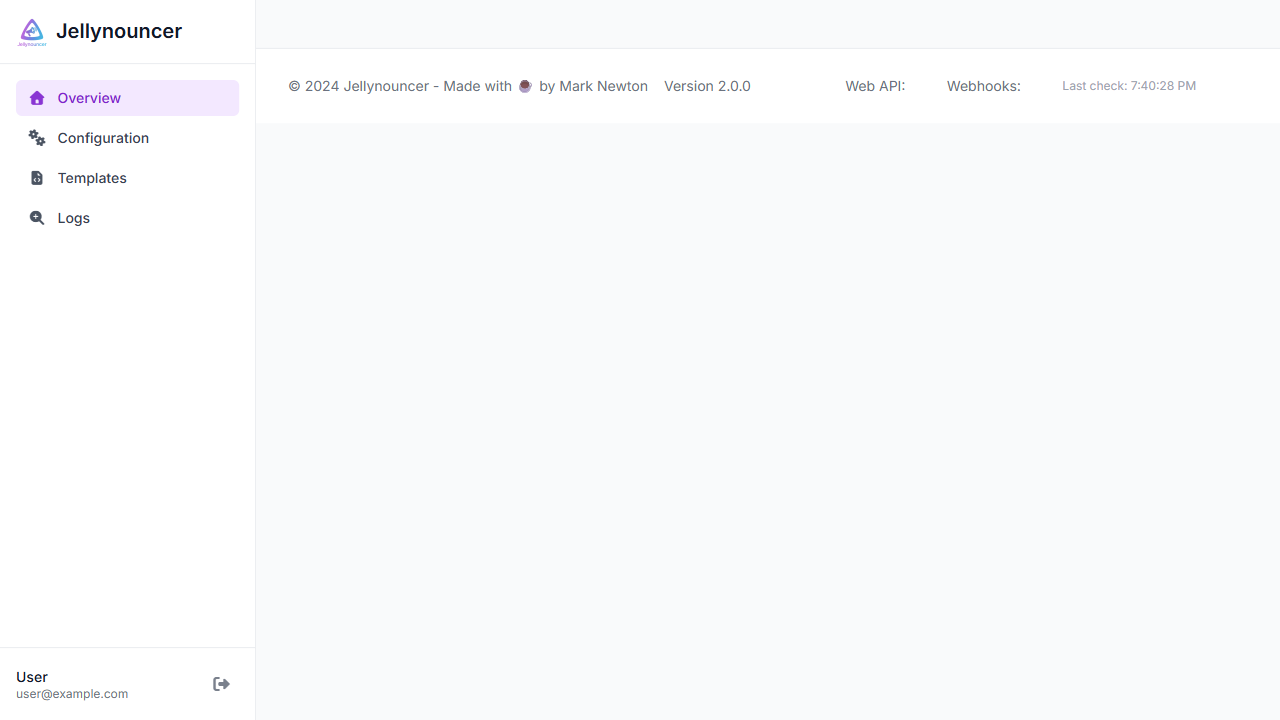 Jellynouncer
Jellynouncer
Overview
Configuration
Templates
Logs
© 2024 Jellynouncer - Made with by Mark Newton
Version 2.0.0
Web API:
Webhooks:
Last check: 7:40:28 PM
User
user@example.com